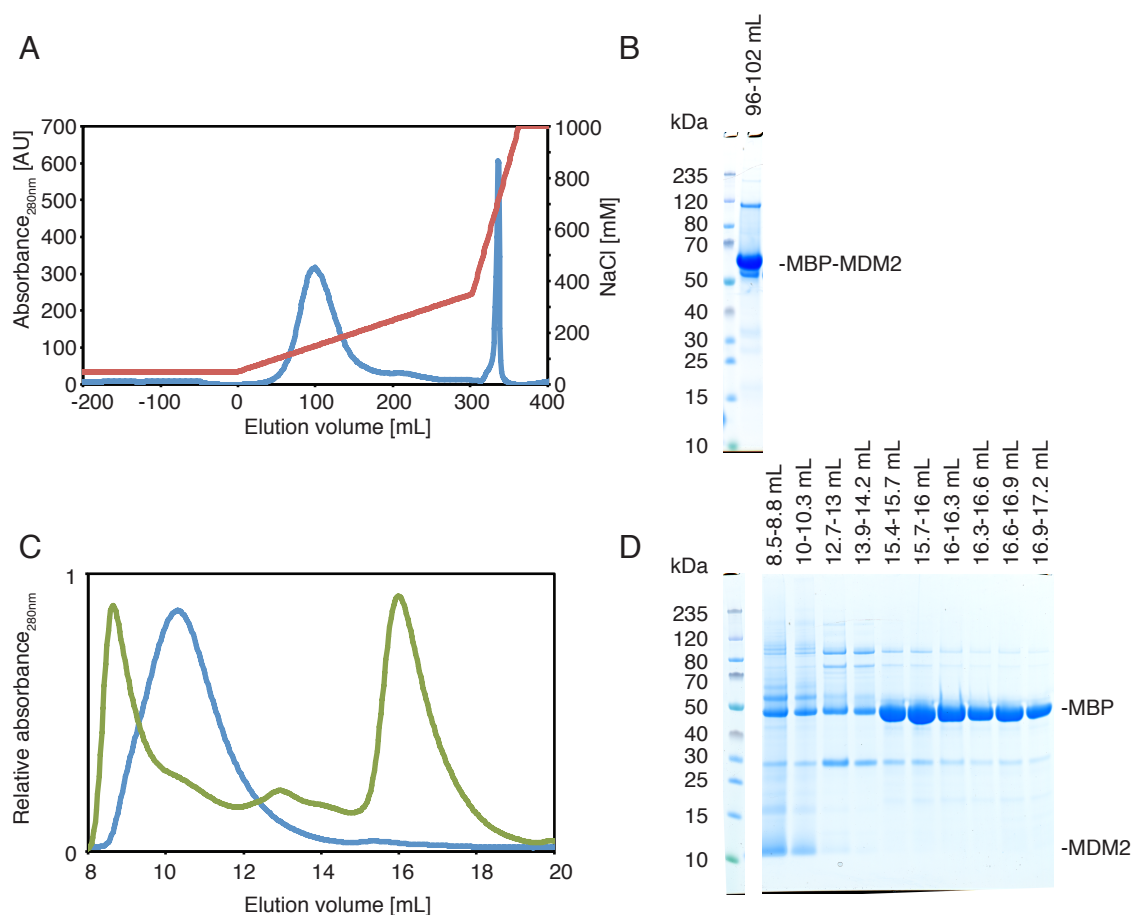 A
Absorbance280nm [AU]
700
600
500
400
300
200
100
0
1000
800
600
400
200
0
NaCl [mM]
-200 -100 0 100 200 300 400
Elution volume [mL]
B
96-102 mL
kDa
235
120
80
70
50
40
30
25
15
10
-MBP-MDM2
C
Relative absorbance280nm
1
0
8 10 12 14 16 18 20
Elution volume [mL]
D
8.5-8.8 mL
10-10.3 mL
12.7-13 mL
13.9-14.2 mL
15.4-15.7 mL
15.7-16 mL
16-16.3 mL
16.3-16.6 mL
16.6-16.9 mL
16.9-17.2 mL
kDa
235
120
80
70
50
40
30
25
15
10
-MBP
-MDM2